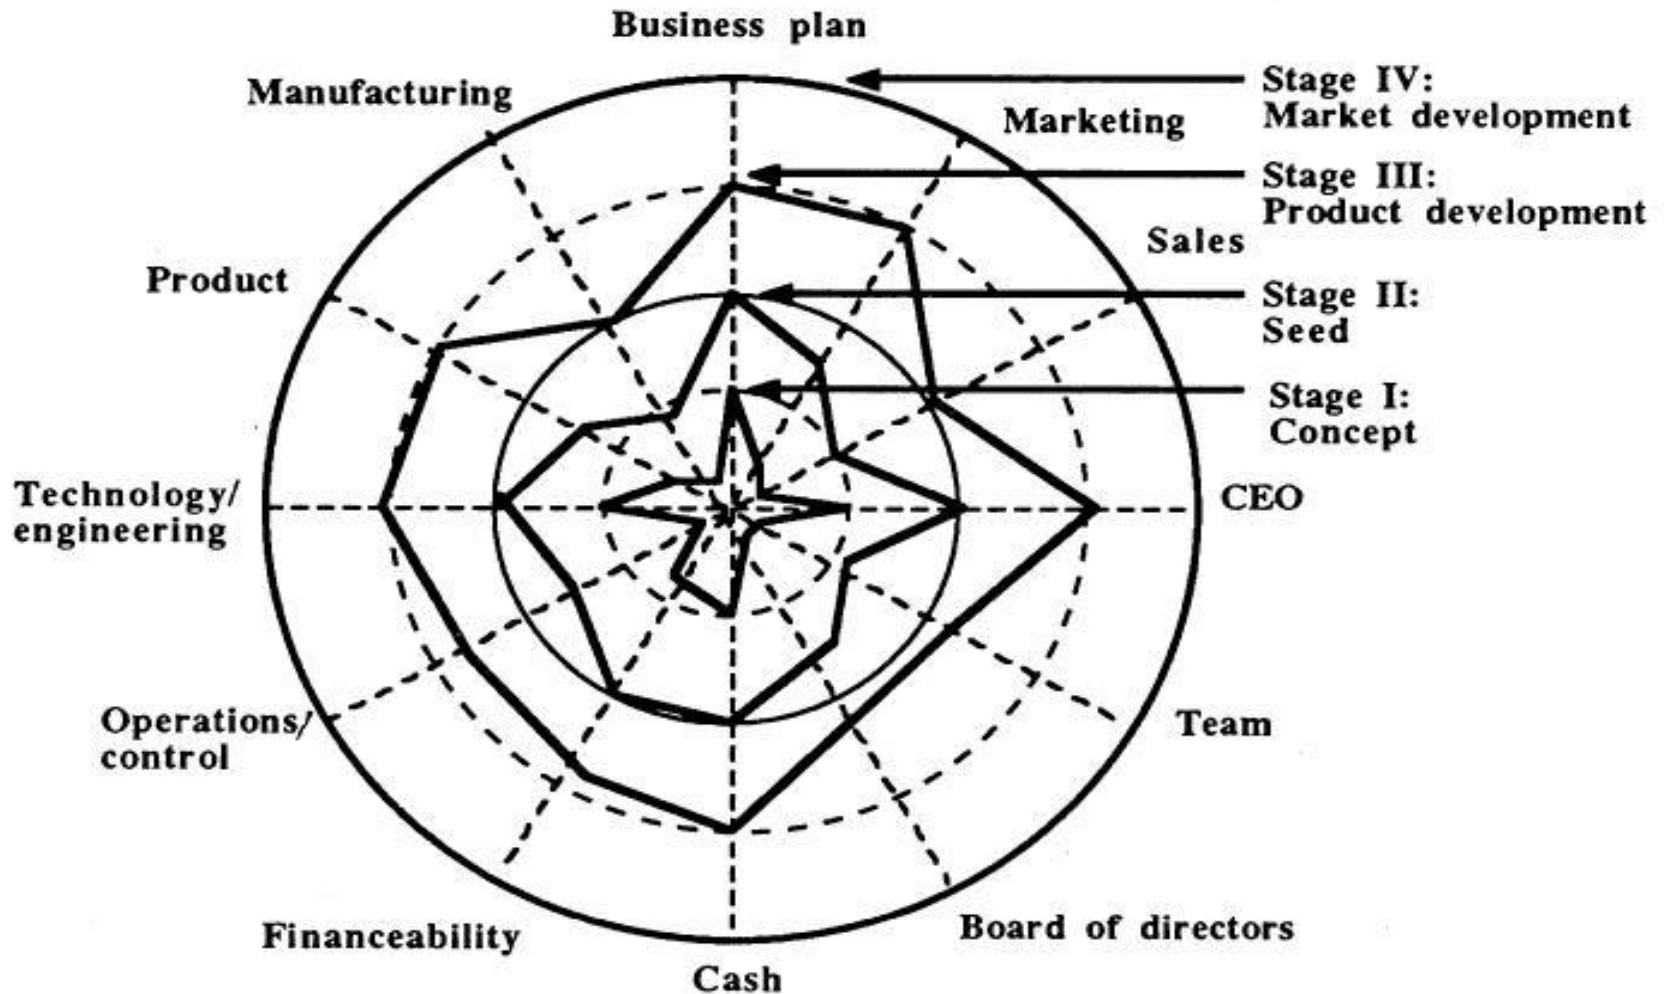 Business plan
Manufacturing
Stage IV:
Market development
Marketing
Stage III:
Product development
Sales
Product
Stage II:
Seed
Stage I:
Concept
Technology/
engineering
CEO
Operations/
control
Team
Financeability
Board of directors
Cash